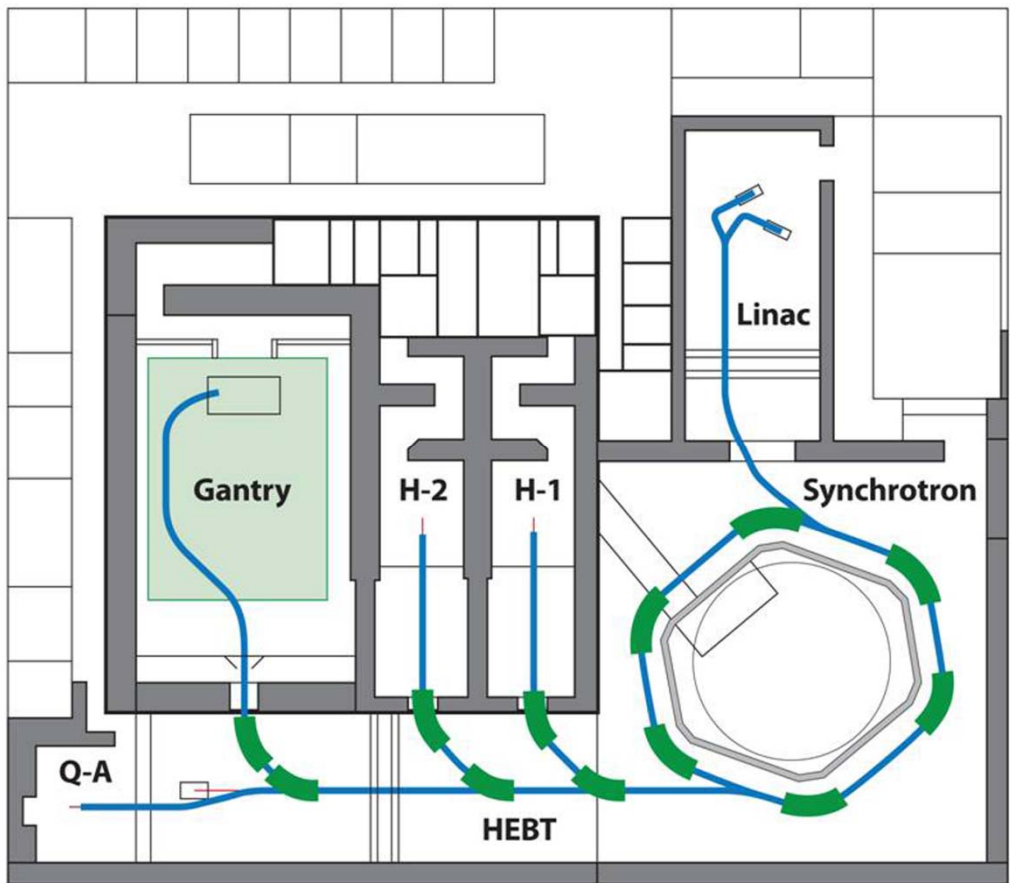 Linac
Gantry
H-2
H-1
Synchrotron
Q-A
HEBT